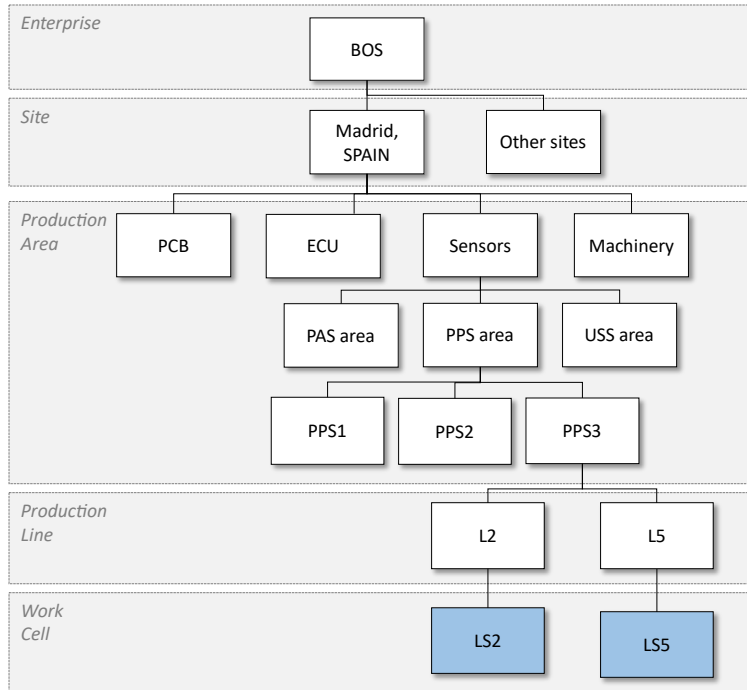 Enterprise
BOS
Site
Madrid,
SPAIN
Other sites
Production
Area
PCB
ECU
Sensors
Machinery
PAS area
PPS area
USS area
PPS1
PPS2
PPS3
Production
Line
L2
L5
Work
Cell
LS2
LS5